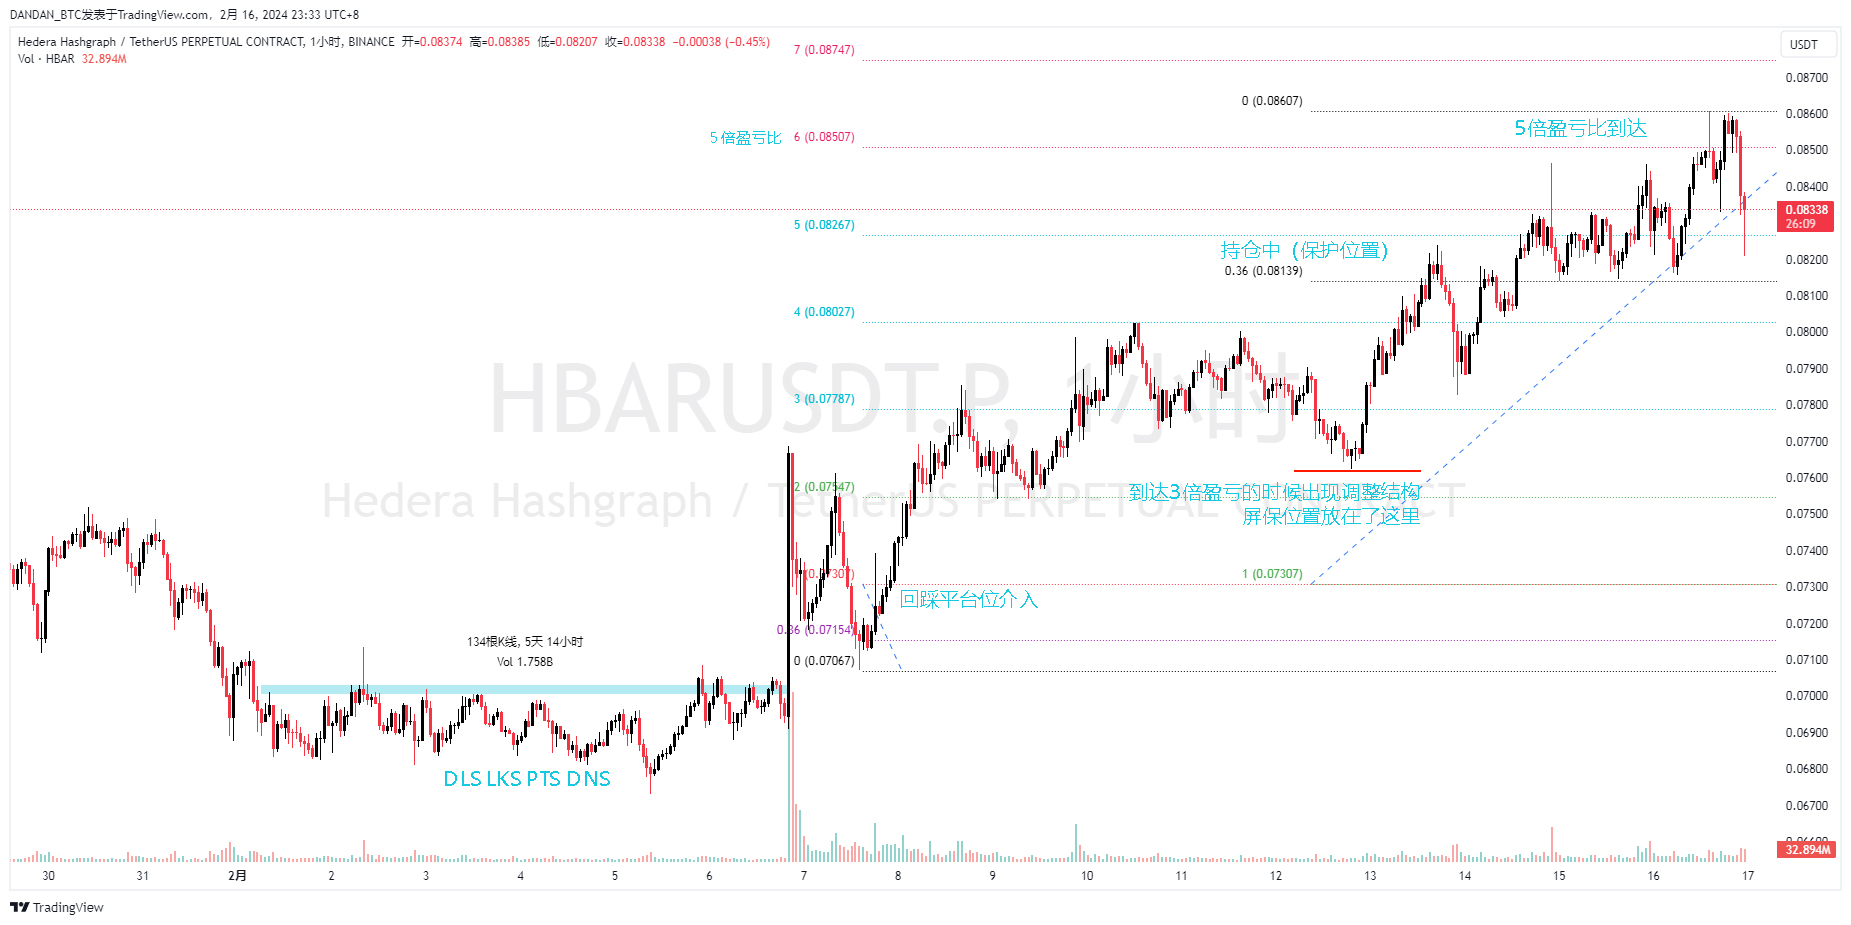 DANDAN_BTC发表于TradingView.com, 2月 16, 2024 23:33 UTC+8
Hedera Hashgraph / TetherUS PERPETUAL CONTRACT, 1小时, BINANCE 开=0.08374 高=0.08385 低=0.08207 收=0.08338 −0.00038 (−0.45%)
Vol · HBAR 32.894M
USDT
7 (0.08747)
0.08700
0 (0.08607)
0.08600
5倍盈亏比到达
5倍盈亏比
6 (0.08507)
0.08500
0.08400
0.08338
26:09
5 (0.08267)
持仓中（保护位置）
0.08200
0.36 (0.08139)
0.08100
4 (0.08027)
0.08000
HBARUSDT.P, 1小时
0.07900
3 (0.07787)
0.07800
0.07700
0.07600
2 (0.07547)
Hedera Hashgraph / TetherUS PERPETUAL CONTRACT
到达3倍盈亏的时候出现调整结构
屏保位置放在了这里
0.07500
0.07400
(0.07307)
1 (0.07307)
0.07300
回踩平台位介入
0.07200
0.36 (0.07154)
134根K线, 5天 14小时
Vol 1.758B
0 (0.07067)
0.07100
0.07000
0.06900
DLS LKS PTS DNS
0.06800
0.06700
0.06600
32.894M
30 31 2月 2 3 4 5 6 7 8 9 10 11 12 13 14 15 16 17
TradingView